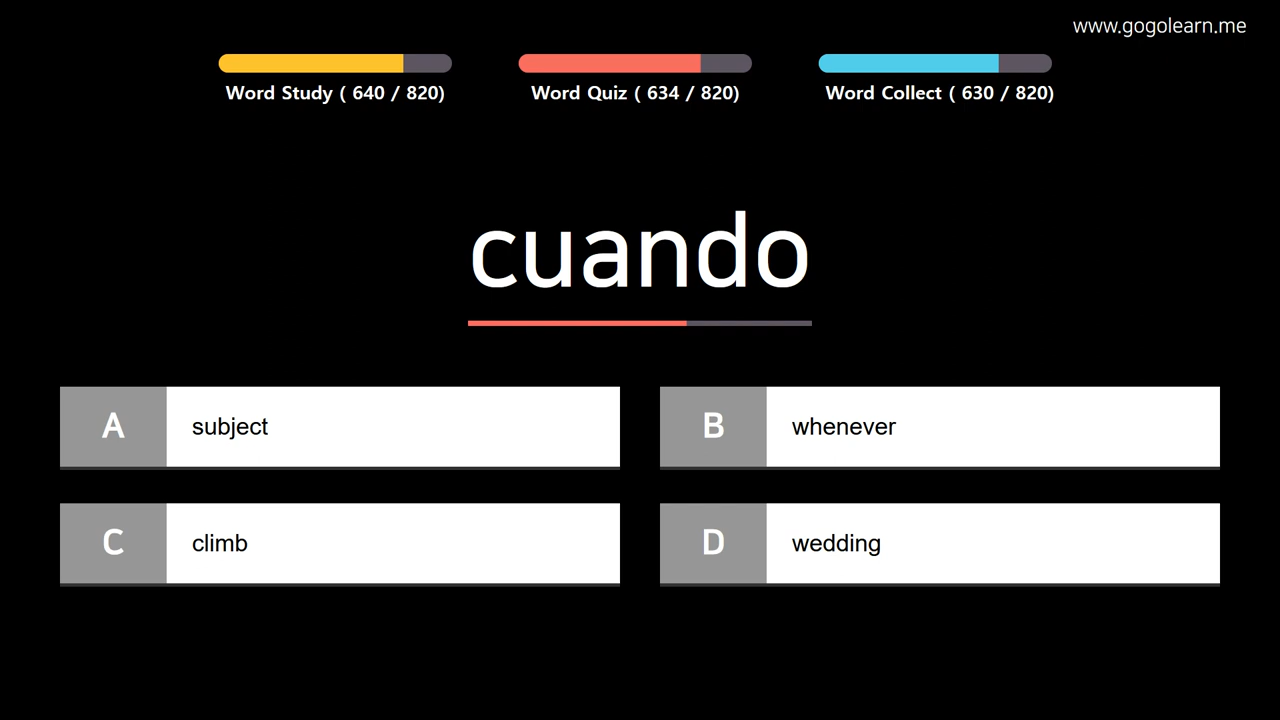 www.gogolearn.me
Word Study ( 640 / 820)
Word Quiz ( 634 / 820)
Word Collect ( 630 / 820)
cuando
A subject
B whenever
C climb
D wedding